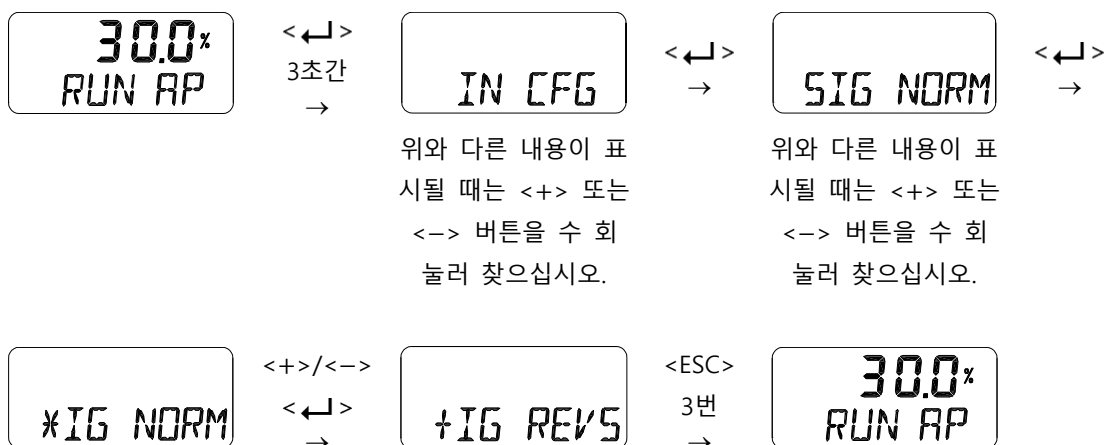 30.0%
RUN AP
<↵>
3초간
→
IN CFG
위와 다른 내용이 표
시될 때는 <+> 또는
<−> 버튼을 수 회
눌러 찾으십시오.
<↵>
→
SIG NORM
위와 다른 내용이 표
시될 때는 <+> 또는
<−> 버튼을 수 회
눌러 찾으십시오.
<↵>
→
*IG NORM
<+>/<−>
<↵>
→
+IG REVS
<ESC>
3번
→
30.0%
RUN AP